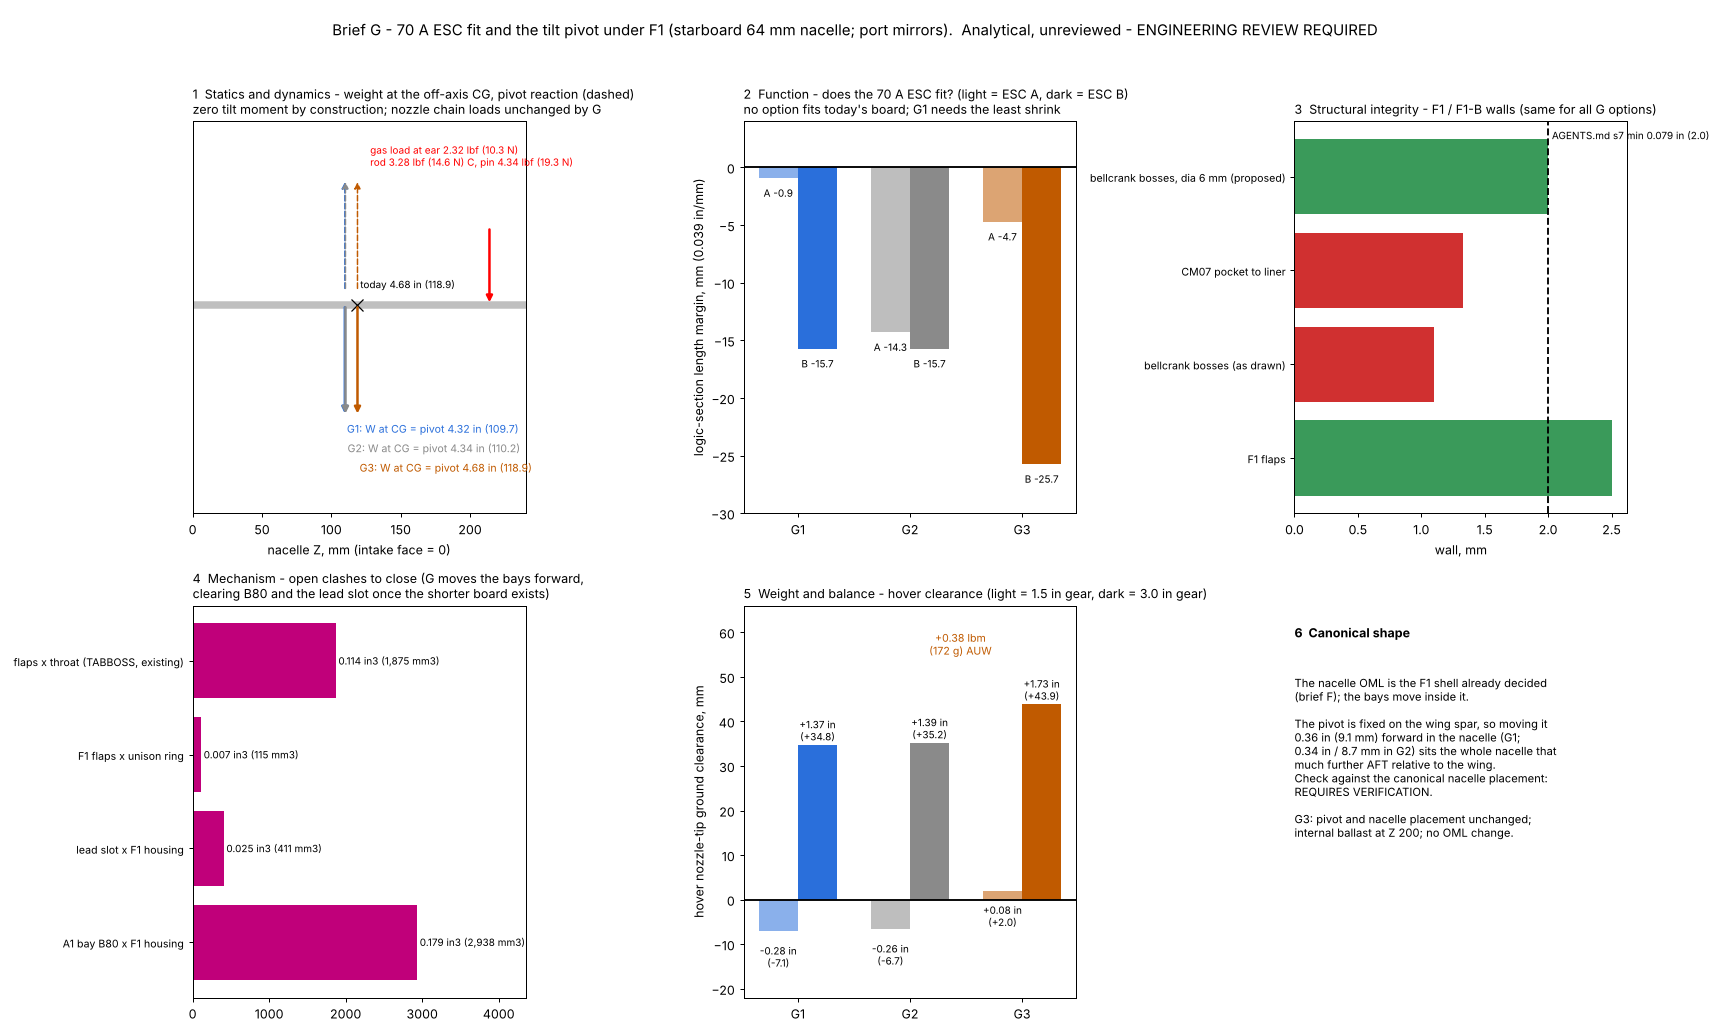 Brief G - 70 A ESC fit and the tilt pivot under F1 (starboard 64 mm nacelle; port mirrors).  Analytical, unreviewed - ENGINEERING REVIEW REQUIRED
1  Statics and dynamics - weight at the off-axis CG, pivot reaction (dashed)
zero tilt moment by construction; nozzle chain loads unchanged by G
gas load at ear 2.32 lbf (10.3 N)
rod 3.28 lbf (14.6 N) C, pin 4.34 lbf (19.3 N)
today 4.68 in (118.9)
G1: W at CG = pivot 4.32 in (109.7)
G2: W at CG = pivot 4.34 in (110.2)
G3: W at CG = pivot 4.68 in (118.9)
0
50
100
150
200
nacelle Z, mm (intake face = 0)
2  Function - does the 70 A ESC fit? (light = ESC A, dark = ESC B)
no option fits today's board; G1 needs the least shrink
logic-section length margin, mm (0.039 in/mm)
0
−5
−10
−15
−20
−25
−30
A -0.9
B -15.7
A -14.3
B -15.7
A -4.7
B -25.7
G1
G2
G3
3  Structural integrity - F1 / F1-B walls (same for all G options)
AGENTS.md s7 min 0.079 in (2.0)
bellcrank bosses, dia 6 mm (proposed)
CM07 pocket to liner
bellcrank bosses (as drawn)
F1 flaps
0.0
0.5
1.0
1.5
2.0
2.5
wall, mm
4  Mechanism - open clashes to close (G moves the bays forward,
clearing B80 and the lead slot once the shorter board exists)
flaps x throat (TABBOSS, existing)
0.114 in3 (1,875 mm3)
F1 flaps x unison ring
0.007 in3 (115 mm3)
lead slot x F1 housing
0.025 in3 (411 mm3)
A1 bay B80 x F1 housing
0.179 in3 (2,938 mm3)
0
1000
2000
3000
4000
5  Weight and balance - hover clearance (light = 1.5 in gear, dark = 3.0 in gear)
hover nozzle-tip ground clearance, mm
60
50
40
30
20
10
0
−10
−20
+0.38 lbm
(172 g) AUW
+1.37 in
(+34.8)
+1.39 in
(+35.2)
+1.73 in
(+43.9)
-0.28 in
(-7.1)
-0.26 in
(-6.7)
+0.08 in
(+2.0)
G1
G2
G3
6  Canonical shape
The nacelle OML is the F1 shell already decided
(brief F); the bays move inside it.
The pivot is fixed on the wing spar, so moving it
0.36 in (9.1 mm) forward in the nacelle (G1;
0.34 in / 8.7 mm in G2) sits the whole nacelle that
much further AFT relative to the wing.
Check against the canonical nacelle placement:
REQUIRES VERIFICATION.
G3: pivot and nacelle placement unchanged;
internal ballast at Z 200; no OML change.